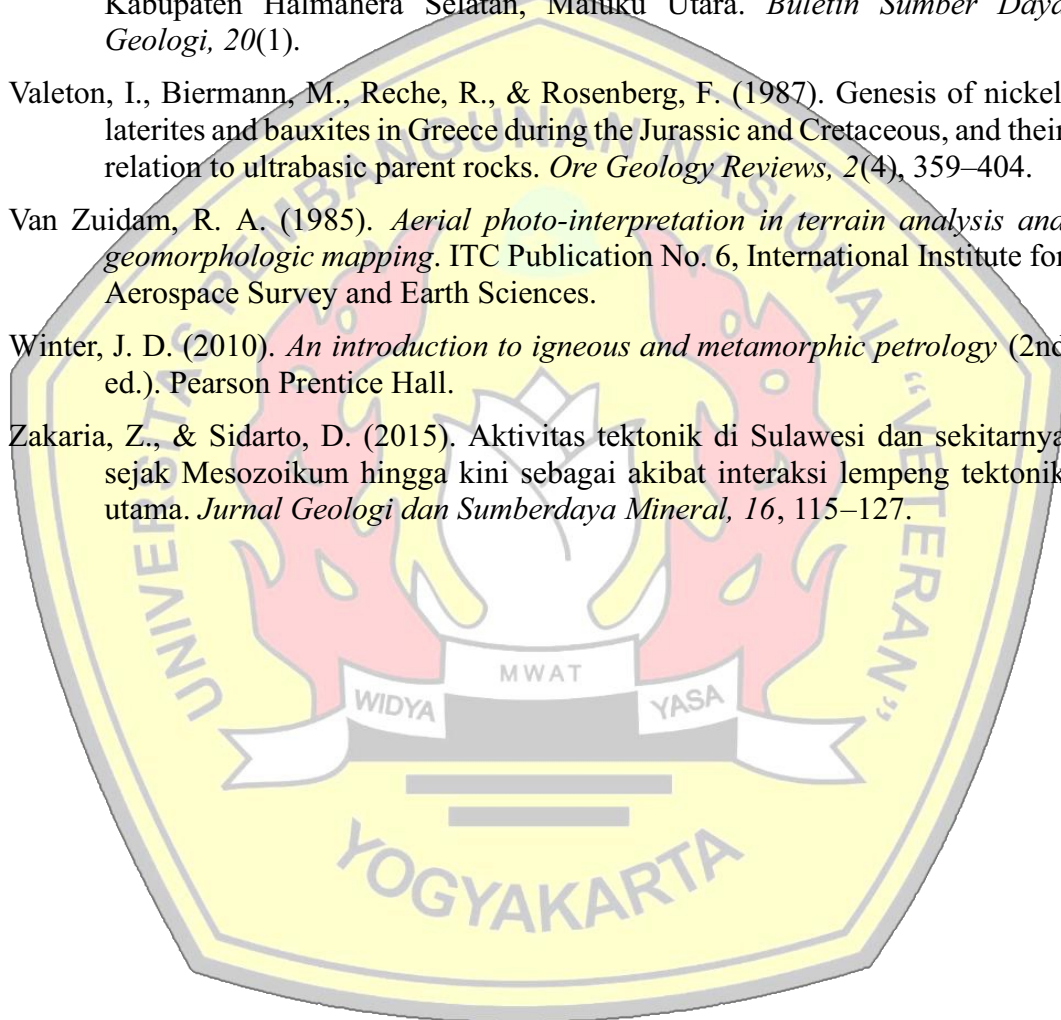 Kabupaten Halmahera Selatan, Maluku Utara. Buletin Sumber Daya
Geologi, 20(1).
Valeton, I., Biermann, M., Reche, R., & Rosenberg, F. (1987). Genesis of nickel
laterites and bauxites in Greece during the Jurassic and Cretaceous, and their
relation to ultrabasic parent rocks. Ore Geology Reviews, 2(4), 359–404.
Van Zuidam, R. A. (1985). Aerial photo-interpretation in terrain analysis and
geomorphologic mapping. ITC Publication No. 6, International Institute for
Aerospace Survey and Earth Sciences.
Winter, J. D. (2010). An introduction to igneous and metamorphic petrology (2nd
ed.). Pearson Prentice Hall.
Zakaria, Z., & Sidarto, D. (2015). Aktivitas tektonik di Sulawesi dan sekitarnya
sejak Mesozoikum hingga kini sebagai akibat interaksi lempeng tektonik
utama. Jurnal Geologi dan Sumberdaya Mineral, 16, 115–127.
UNIVERSITAS PEMBANGUNAN NASIONAL "VETERAN"
WIDYA
MWAT
YASA
YOGYAKARTA